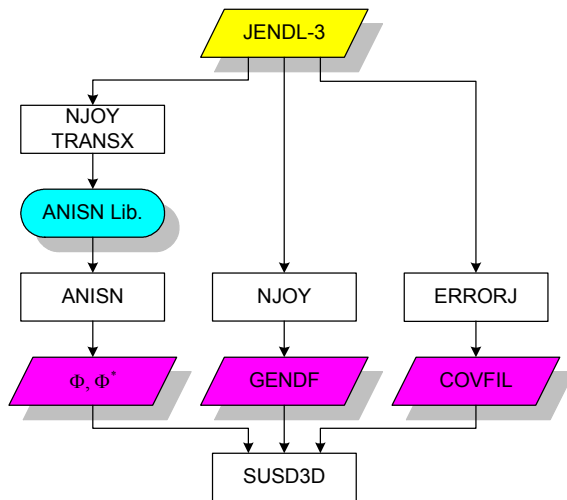 JENDL-3
NJOY
TRANSX
ANISN Lib.
ANISN
NJOY
ERRORJ
Φ, Φ*
GENDF
COVFIL
SUSD3D